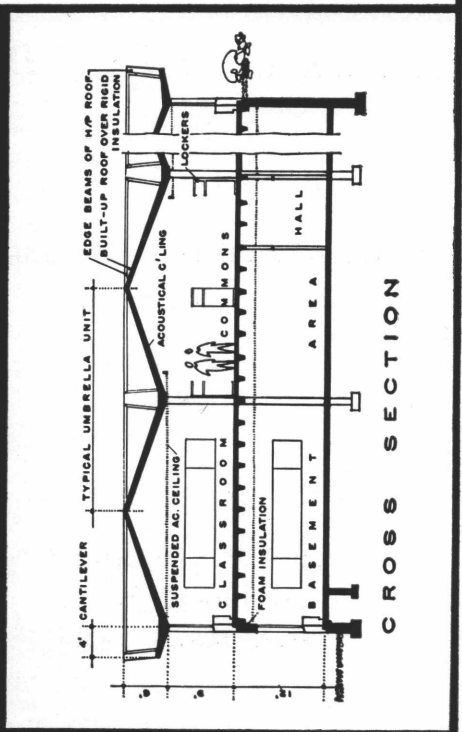 4' CANTILEVER
TYPICAL UMBRELLA UNIT
EDGE BEAMS OF H/P ROOF
BUILT-UP ROOF OVER RIGID
INSULATION
ACOUSTICAL C'LING
SUSPENDED AC. CEILING
LOCKERS
CLASSROOM
COMMONS
FOAM INSULATION
HALL
BASEMENT AREA
12'
CROSS SECTION